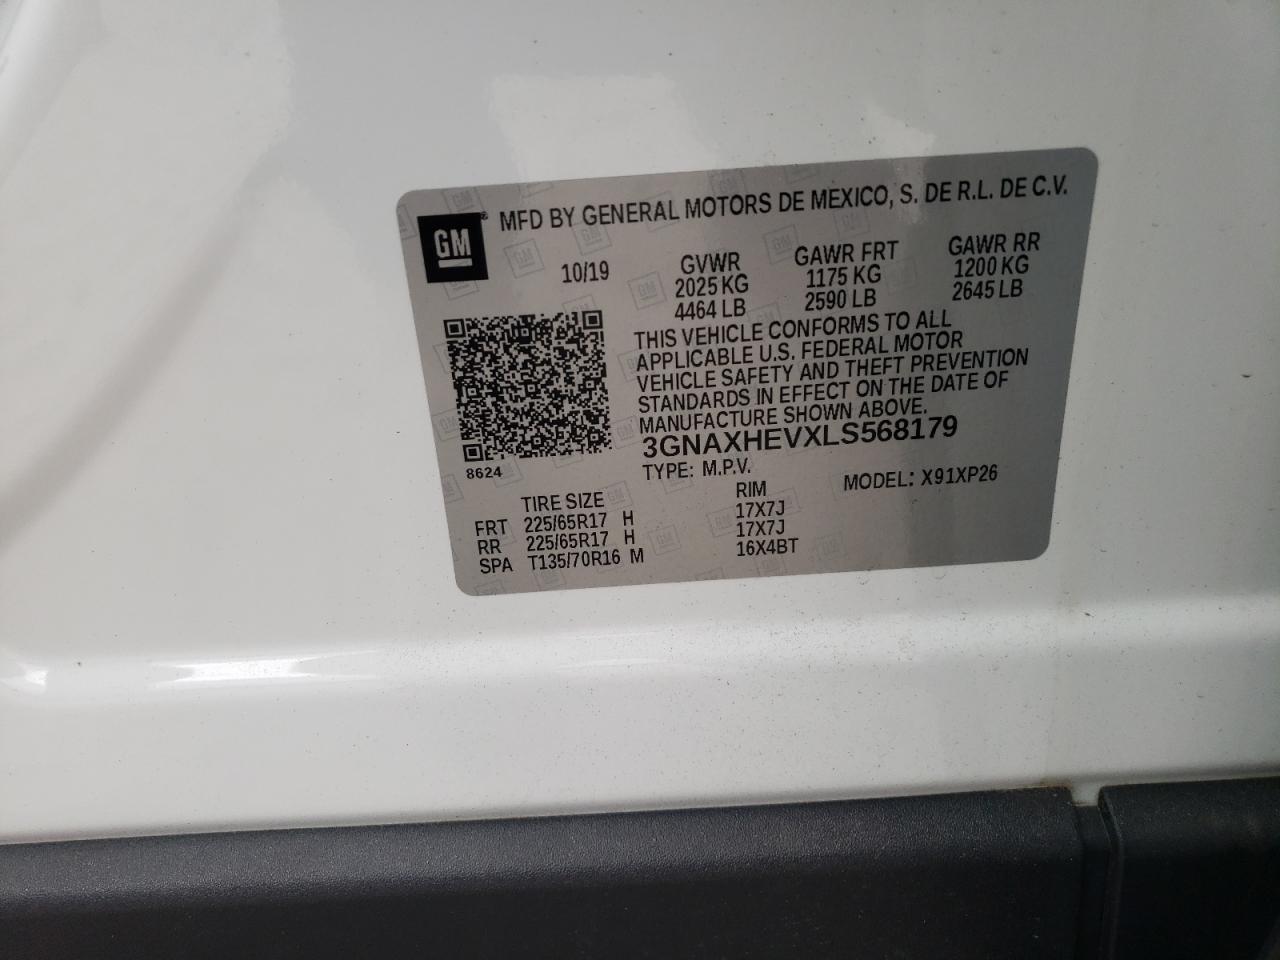 GM® MFD BY GENERAL MOTORS DE MEXICO, S. DE R.L. DE C.V.
10/19 GVWR GAWR FRT GAWR RR
2025 KG 1175 KG 1200 KG
4464 LB 2590 LB 2645 LB
THIS VEHICLE CONFORMS TO ALL
APPLICABLE U.S. FEDERAL MOTOR
VEHICLE SAFETY AND THEFT PREVENTION
STANDARDS IN EFFECT ON THE DATE OF
MANUFACTURE SHOWN ABOVE.
3GNAXHEVXLS568179
8624
TYPE: M.P.V. MODEL: X91XP26
TIRE SIZE RIM
FRT 225/65R17 H 17X7J
RR 225/65R17 H 17X7J
SPA T135/70R16 M 16X4BT